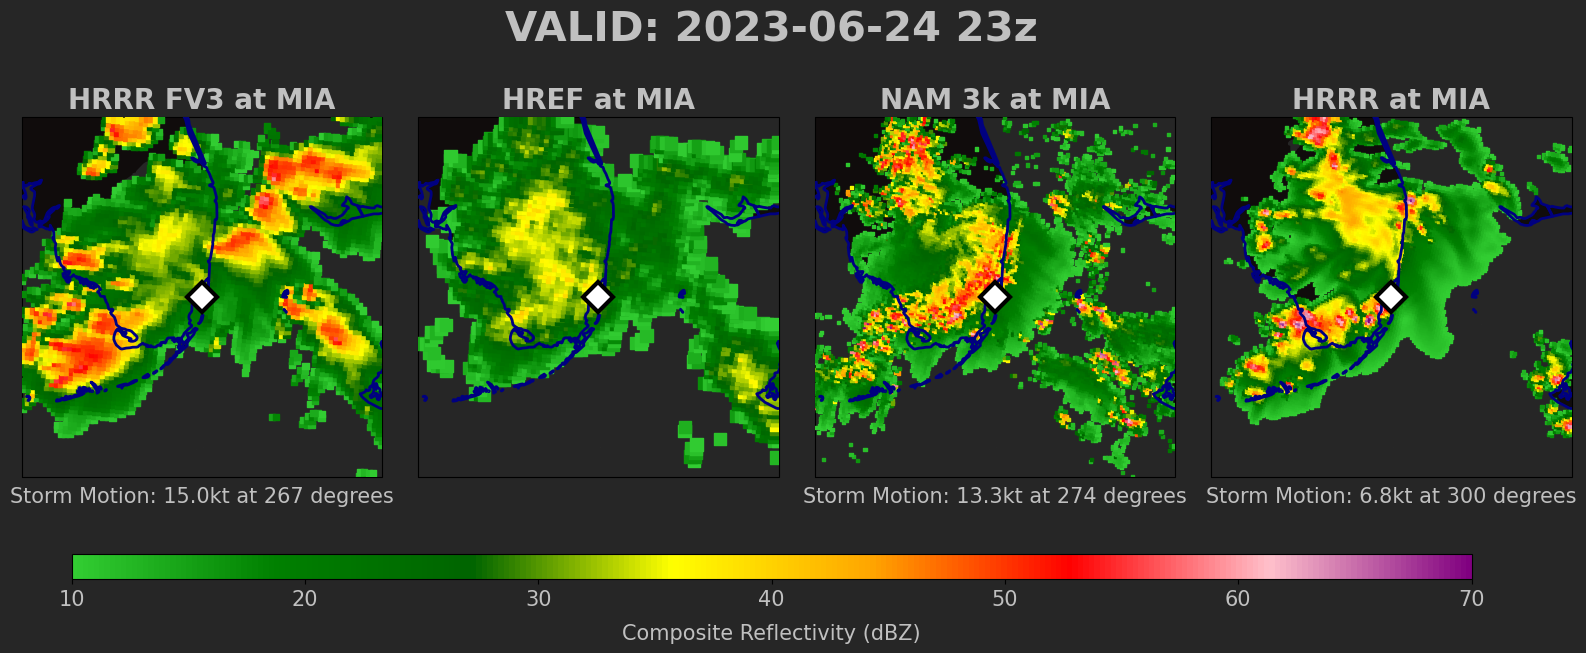 VALID: 2023-06-24 23z
HRRR FV3 at MIA
HREF at MIA
NAM 3k at MIA
HRRR at MIA
Storm Motion: 15.0kt at 267 degrees
Storm Motion: 13.3kt at 274 degrees
Storm Motion: 6.8kt at 300 degrees
10 20 30 40 50 60 70
Composite Reflectivity (dBZ)